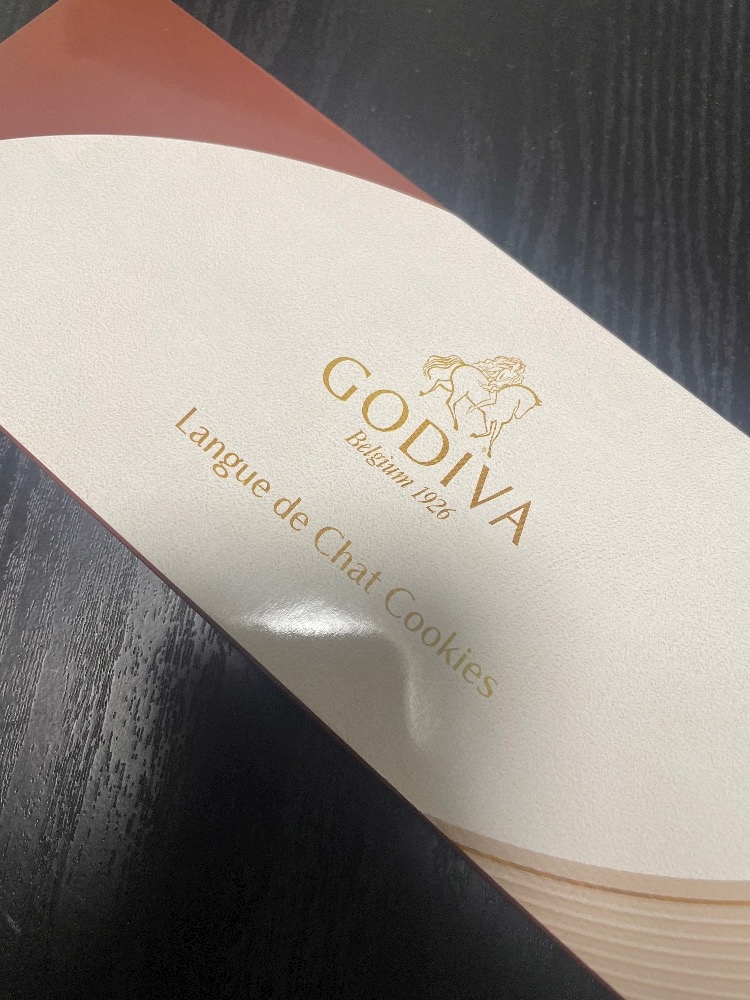 GODIVA
Belgium 1926
Langue de Chat Cookies